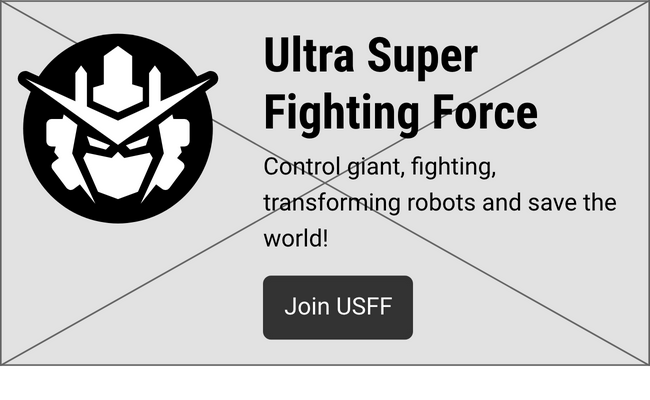 Ultra Super
Fighting Force
Control giant, fighting,
transforming robots and save the
world!
Join USFF